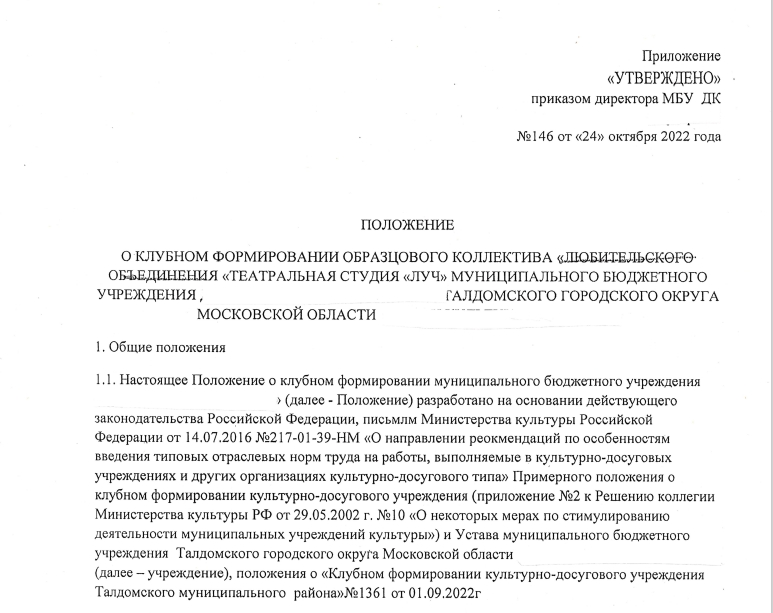 Приложение
«УТВЕРЖДЕНО»
приказом директора МБУ ДК
№146 от «24» октября 2022 года
ПОЛОЖЕНИЕ
О КЛУБНОМ ФОРМИРОВАНИИ ОБРАЗЦОВОГО КОЛЛЕКТИВА «ЛЮБИТЕЛЬСКОГО
ОБЪЕДИНЕНИЯ «ТЕАТРАЛЬНАЯ СТУДИЯ «ЛУЧ» МУНИЦИПАЛЬНОГО БЮДЖЕТНОГО
УЧРЕЖДЕНИЯ , ТАЛДОМСКОГО ГОРОДСКОГО ОКРУГА
МОСКОВСКОЙ ОБЛАСТИ
1. Общие положения
1.1. Настоящее Положение о клубном формировании муниципального бюджетного учреждения
» (далее - Положение) разработано на основании действующего
законодательства Российской Федерации, письмлм Министерства культуры Российской
Федерации от 14.07.2016 №217-01-39-НМ «О направлении реокмендаций по особенностям
введения типовых отраслевых норм труда на работы, выполняемые в культурно-досуговых
учреждениях и других организациях культурно-досугового типа» Примерного положения о
клубном формировании культурно-досугового учреждения (приложение №2 к Решению коллегии
Министерства культуры РФ от 29.05.2002 г. №10 «О некоторых мерах по стимулированию
деятельности муниципальных учреждений культуры») и Устава муниципального бюджетного
учреждения Талдомского городского округа Московской области
(далее – учреждение), положения о «Клубном формировании культурно-досугового учреждения
Талдомского муниципального района»№1361 от 01.09.2022г